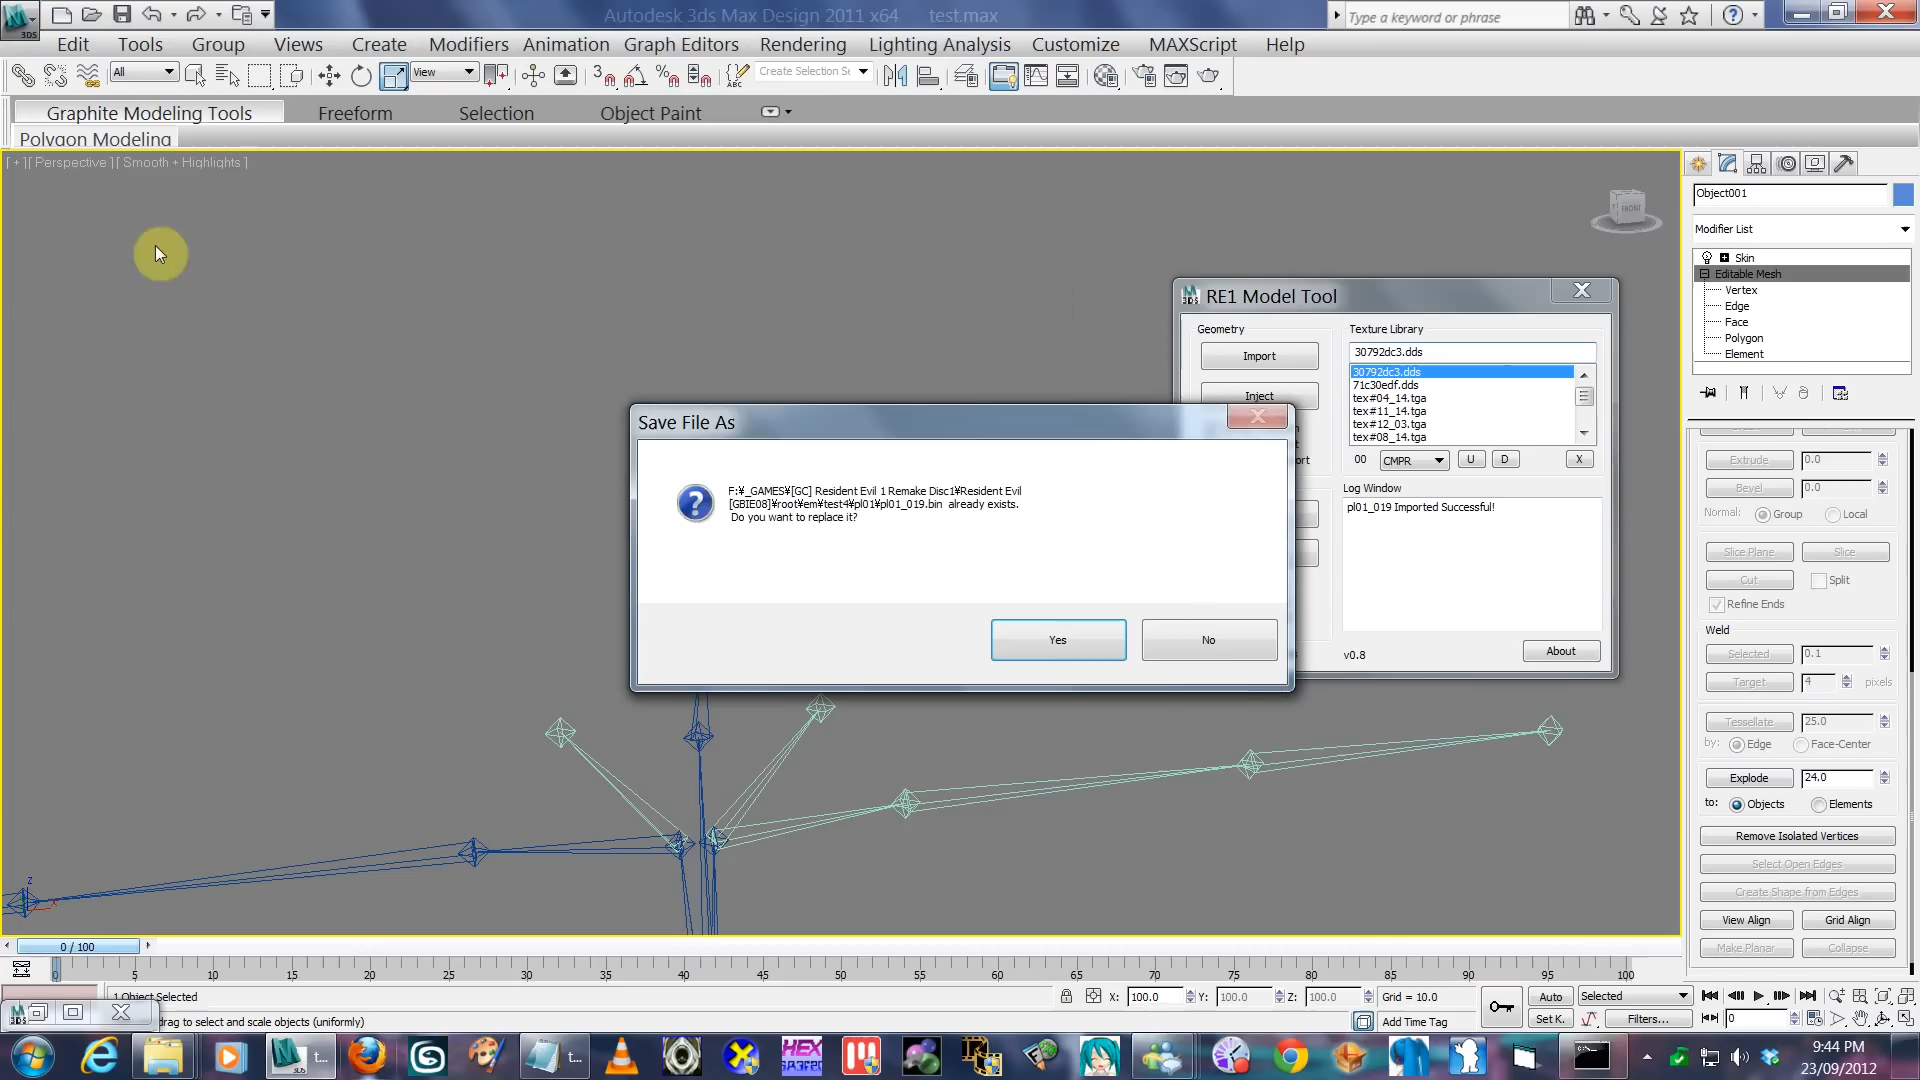 Autodesk 3ds Max Design 2011 x64    test.max
Type a keyword or phrase
Edit Tools Group Views Create Modifiers Animation Graph Editors Rendering Lighting Analysis Customize MAXScript Help
All
View
Create Selection Se
Graphite Modeling Tools Freeform Selection Object Paint
Polygon Modeling
[ + ] [ Perspective ] [ Smooth + Highlights ]
FRONT
Object001
Modifier List
Skin
Editable Mesh
Vertex
Edge
Face
Polygon
Element
RE1 Model Tool
Geometry
Import
Inject
ort
Texture Library
30792dc3.dds
30792dc3.dds
71c30edf.dds
tex#04_14.tga
tex#11_14.tga
tex#12_03.tga
tex#08_14.tga
00 CMPR U D X
Log Window
pl01_019 Imported Successful!
v0.8
About
Save File As
F:¥_GAMES¥[GC] Resident Evil 1 Remake Disc1¥Resident Evil
[GBIE08]¥root¥em¥test4¥pl01¥pl01_019.bin already exists.
Do you want to replace it?
Yes No
Extrude 0.0
Bevel 0.0
Normal: Group Local
Slice Plane Slice
Cut Split
Refine Ends
Weld
Selected 0.1
Target 4 pixels
Tessellate 25.0
by: Edge Face-Center
Explode 24.0
to: Objects Elements
Remove Isolated Vertices
Select Open Edges
Create Shape from Edges
View Align Grid Align
Make Planar Collapse
z
x
0 / 100
0 5 10 15 20 25 30 35 40 45 50 55 60 65 70 75 80 85 90 95 100
1 Object Selected
X: 100.0 Y: 100.0 Z: 100.0 Grid = 10.0
Auto Selected
drag to select and scale objects (uniformly)
Add Time Tag
Set K. Filters... 0
t...
t...
9:44 PM
23/09/2012